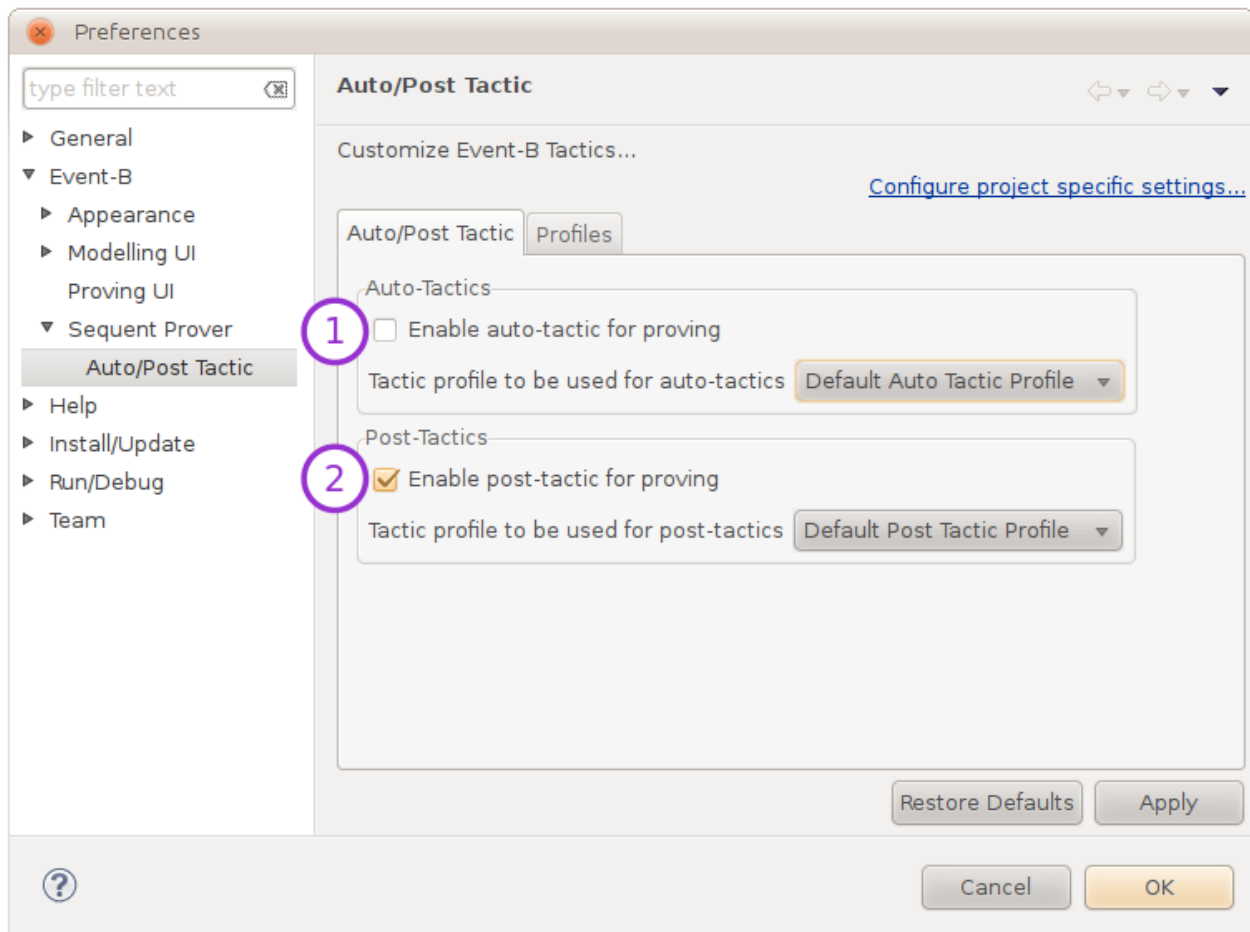 Preferences
type filter text
General
Event-B
Appearance
Modelling UI
Proving UI
Sequent Prover
Auto/Post Tactic
Help
Install/Update
Run/Debug
Team
Auto/Post Tactic
Customize Event-B Tactics...
Configure project specific settings...
Auto/Post Tactic Profiles
Auto-Tactics
1 Enable auto-tactic for proving
Tactic profile to be used for auto-tactics Default Auto Tactic Profile
Post-Tactics
2 Enable post-tactic for proving
Tactic profile to be used for post-tactics Default Post Tactic Profile
Restore Defaults Apply
? Cancel OK